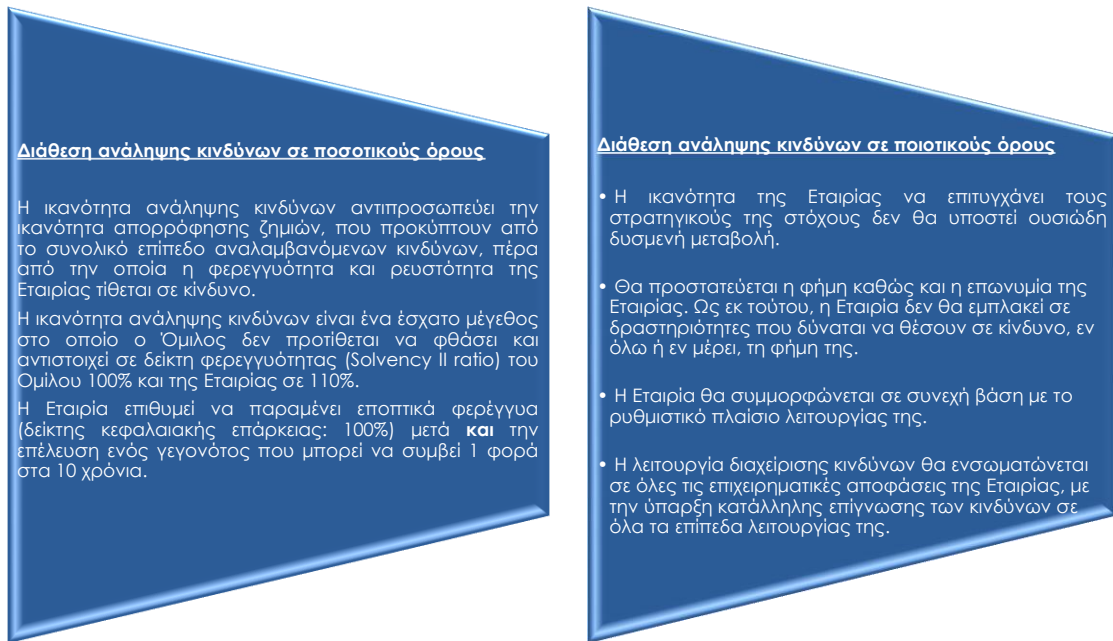 Διάθεση ανάληψης κινδύνων σε ποσοτικούς όρους
Η ικανότητα ανάληψης κινδύνων αντιπροσωπεύει την
ικανότητα απορρόφησης ζημιών, που προκύπτουν από
το συνολικό επίπεδο αναλαμβανόμενων κινδύνων, πέρα
από την οποία η φερεγγυότητα και ρευστότητα της
Εταιρίας τίθεται σε κίνδυνο.
Η ικανότητα ανάληψης κινδύνων είναι ένα έσχατο μέγεθος
στο οποίο ο Όμιλος δεν προτίθεται να φθάσει και
αντιστοιχεί σε δείκτη φερεγγυότητας (Solvency II ratio) του
Ομίλου 100% και της Εταιρίας σε 110%.
Η Εταιρία επιθυμεί να παραμένει εποπτικά φερέγγυα
(δείκτης κεφαλαιακής επάρκειας: 100%) μετά και την
επέλευση ενός γεγονότος που μπορεί να συμβεί 1 φορά
στα 10 χρόνια.
Διάθεση ανάληψης κινδύνων σε ποιοτικούς όρους
• Η ικανότητα της Εταιρίας να επιτυγχάνει τους
στρατηγικούς της στόχους δεν θα υποστεί ουσιώδη
δυσμενή μεταβολή.
• Θα προστατεύεται η φήμη καθώς και η επωνυμία της
Εταιρίας. Ως εκ τούτου, η Εταιρία δεν θα εμπλακεί σε
δραστηριότητες που δύναται να θέσουν σε κίνδυνο, εν
όλω ή εν μέρει, τη φήμη της.
• Η Εταιρία θα συμμορφώνεται σε συνεχή βάση με το
ρυθμιστικό πλαίσιο λειτουργίας της.
• Η λειτουργία διαχείρισης κινδύνων θα ενσωματώνεται
σε όλες τις επιχειρηματικές αποφάσεις της Εταιρίας, με
την ύπαρξη κατάλληλης επίγνωσης των κινδύνων σε
όλα τα επίπεδα λειτουργίας της.